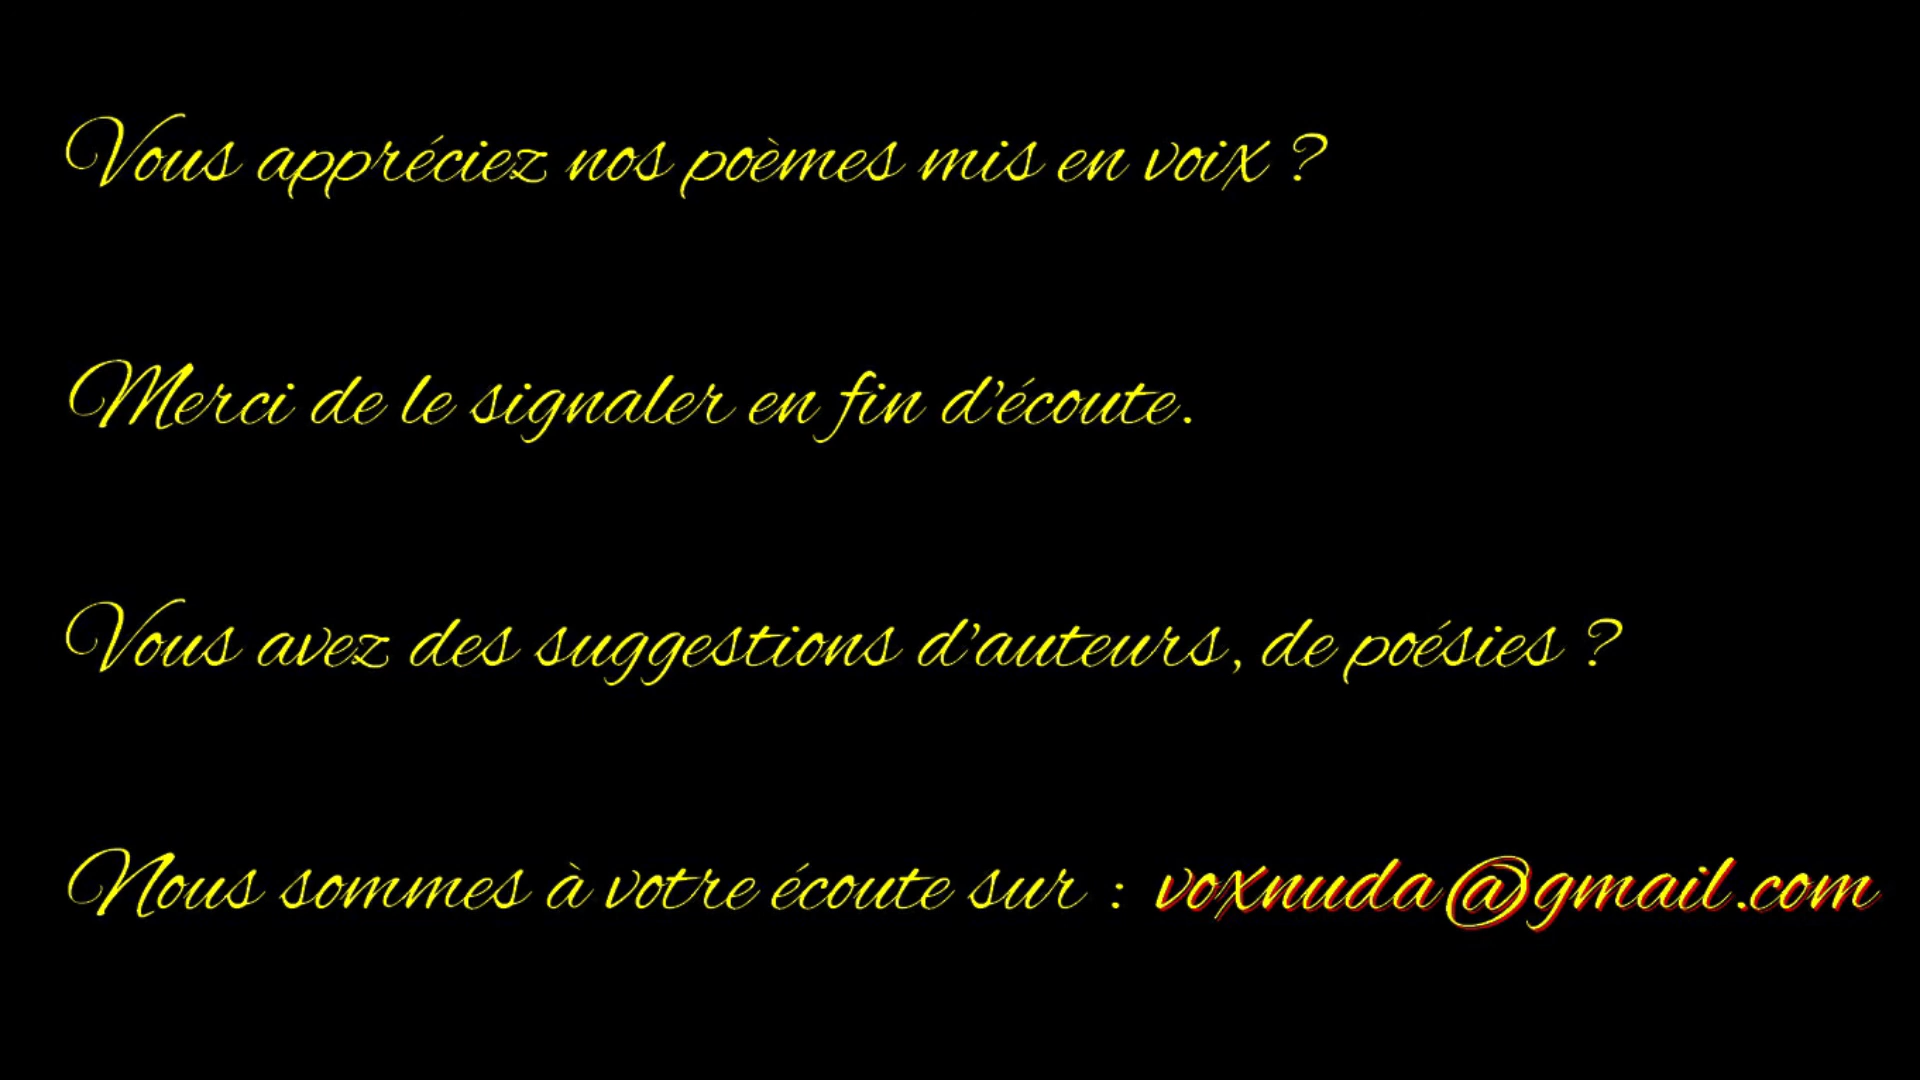 Vous appréciez nos poèmes mis en voix ?
Merci de le signaler en fin d'écoute.
Vous avez des suggestions d'auteurs, de poésies ?
Nous sommes à votre écoute sur : voxnuda@gmail.com